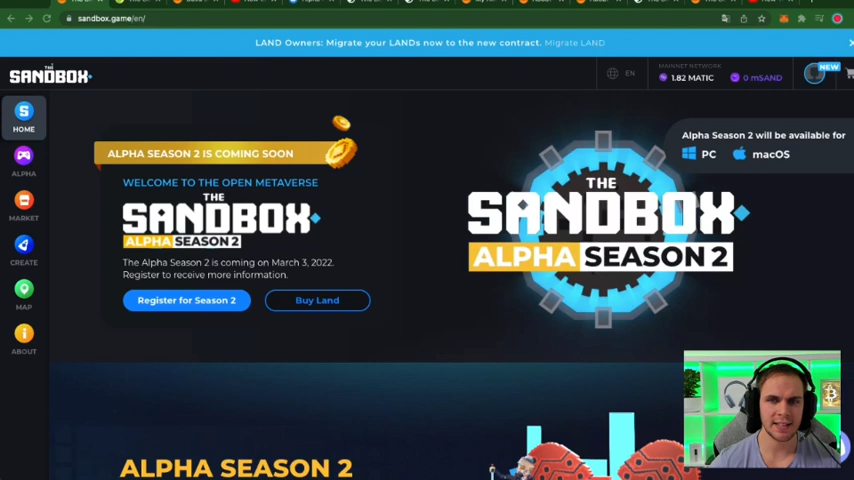 sandbox.game/en/
LAND Owners: Migrate your LANDs now to the new contract. Migrate LAND
THE
SANDBOX
EN
MAINNET NETWORK
1.82 MATIC
0 mSAND
NEW
HOME
ALPHA
MARKET
CREATE
MAP
ABOUT
ALPHA SEASON 2 IS COMING SOON
WELCOME TO THE OPEN METAVERSE
THE
SANDBOX
ALPHA SEASON 2
The Alpha Season 2 is coming on March 3, 2022.
Register to receive more information.
Register for Season 2
Buy Land
THE
SANDBOX
ALPHA SEASON 2
Alpha Season 2 will be available for
PC
macOS
ALPHA SEASON 2